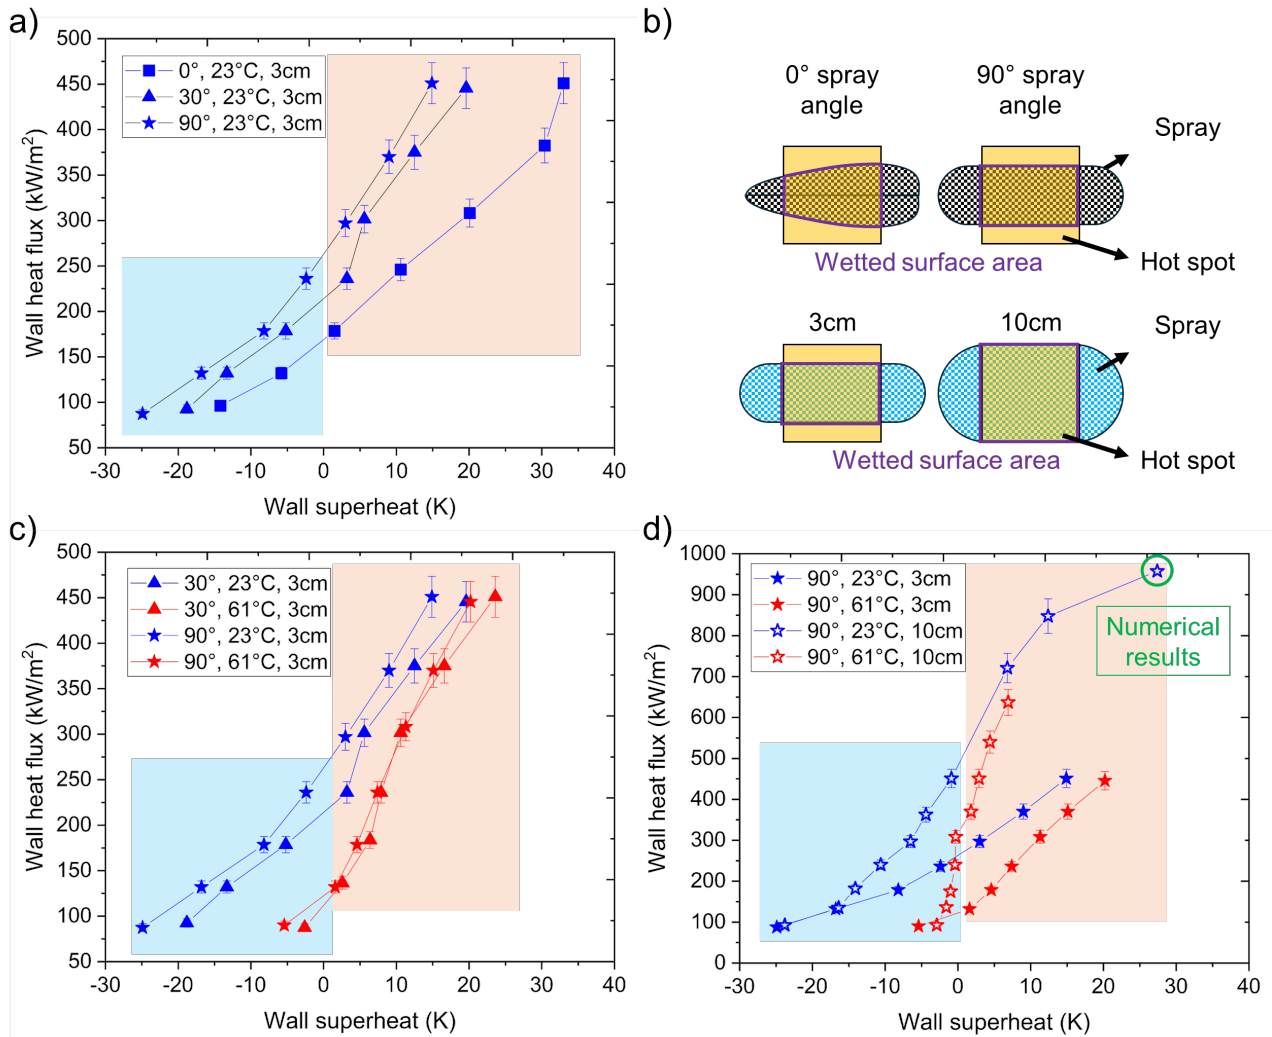 a)
500
450
400
350
300
250
200
150
100
50
-30
-20
-10
0
10
20
30
40
Wall heat flux (kW/m²)
Wall superheat (K)
0°, 23°C, 3cm
30°, 23°C, 3cm
90°, 23°C, 3cm
b)
0° spray
angle
90° spray
angle
Spray
Wetted surface area
Hot spot
3cm
10cm
Spray
Wetted surface area
Hot spot
c)
500
450
400
350
300
250
200
150
100
50
-30
-20
-10
0
10
20
30
40
Wall heat flux (kW/m²)
Wall superheat (K)
30°, 23°C, 3cm
30°, 61°C, 3cm
90°, 23°C, 3cm
90°, 61°C, 3cm
d)
1000
900
800
700
600
500
400
300
200
100
0
-30
-20
-10
0
10
20
30
40
Wall heat flux (kW/m²)
Wall superheat (K)
90°, 23°C, 3cm
90°, 61°C, 3cm
90°, 23°C, 10cm
90°, 61°C, 10cm
Numerical
results